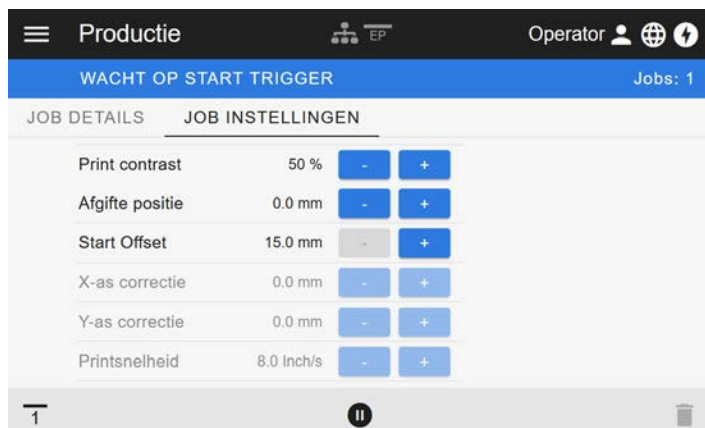 Productie EP Operator
WACHT OP START TRIGGER Jobs: 1
JOB DETAILS JOB INSTELLINGEN
Print contrast 50 % - +
Afgifte positie 0.0 mm - +
Start Offset 15.0 mm - +
X-as correctie 0.0 mm - +
Y-as correctie 0.0 mm - +
Printsnelheid 8.0 Inch/s - +
1